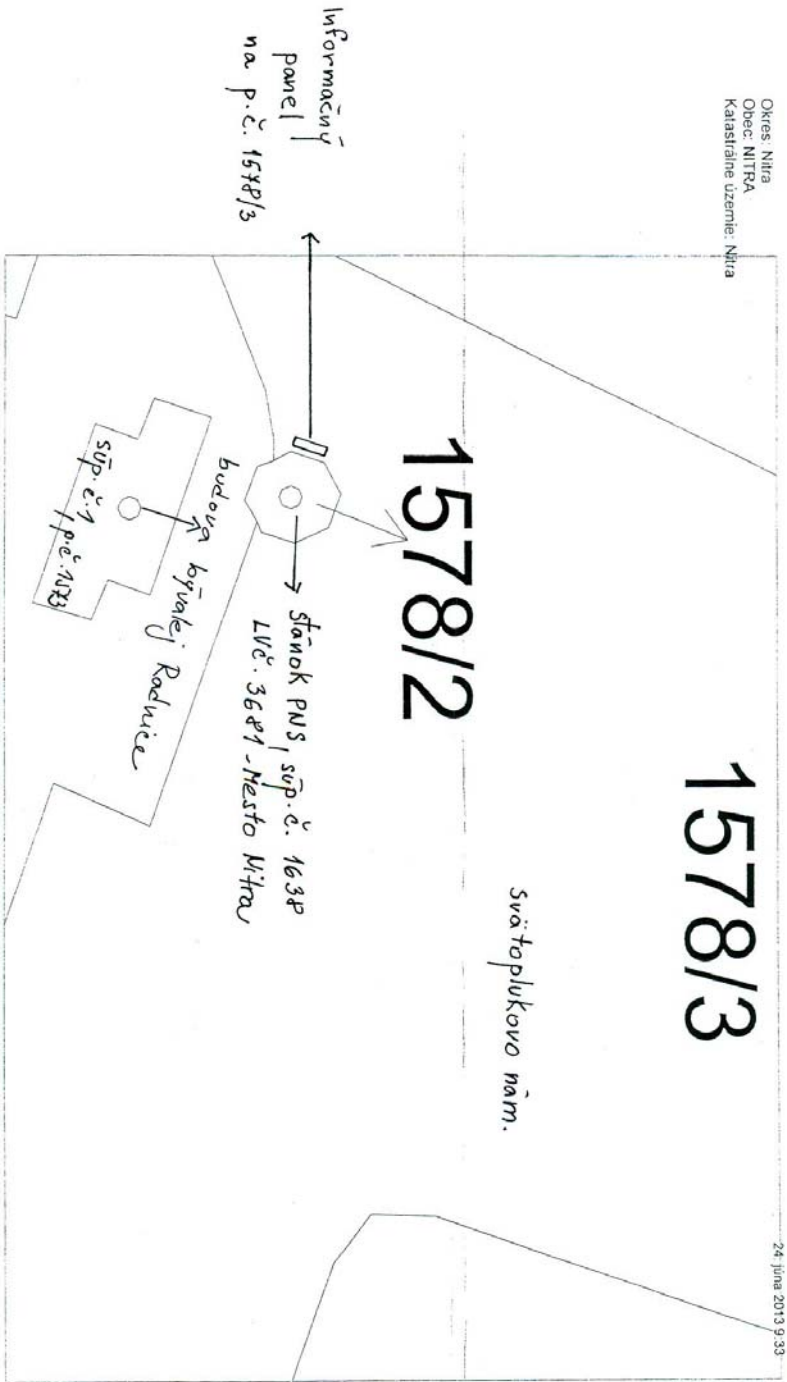 Okres: Nitra
Obec: NITRA
Katastrálne územie: Nitra
24. júna 2013 9:33
1578/3
Svätoplukovo nám.
1578/2
Informačný
panel
na p.č. 1578/3
stánok PNS, súp.č. 1638
LVč. 3681 - Mesto Nitra
budova bývalej Radnice
súp.č.1
, p.č. 1573